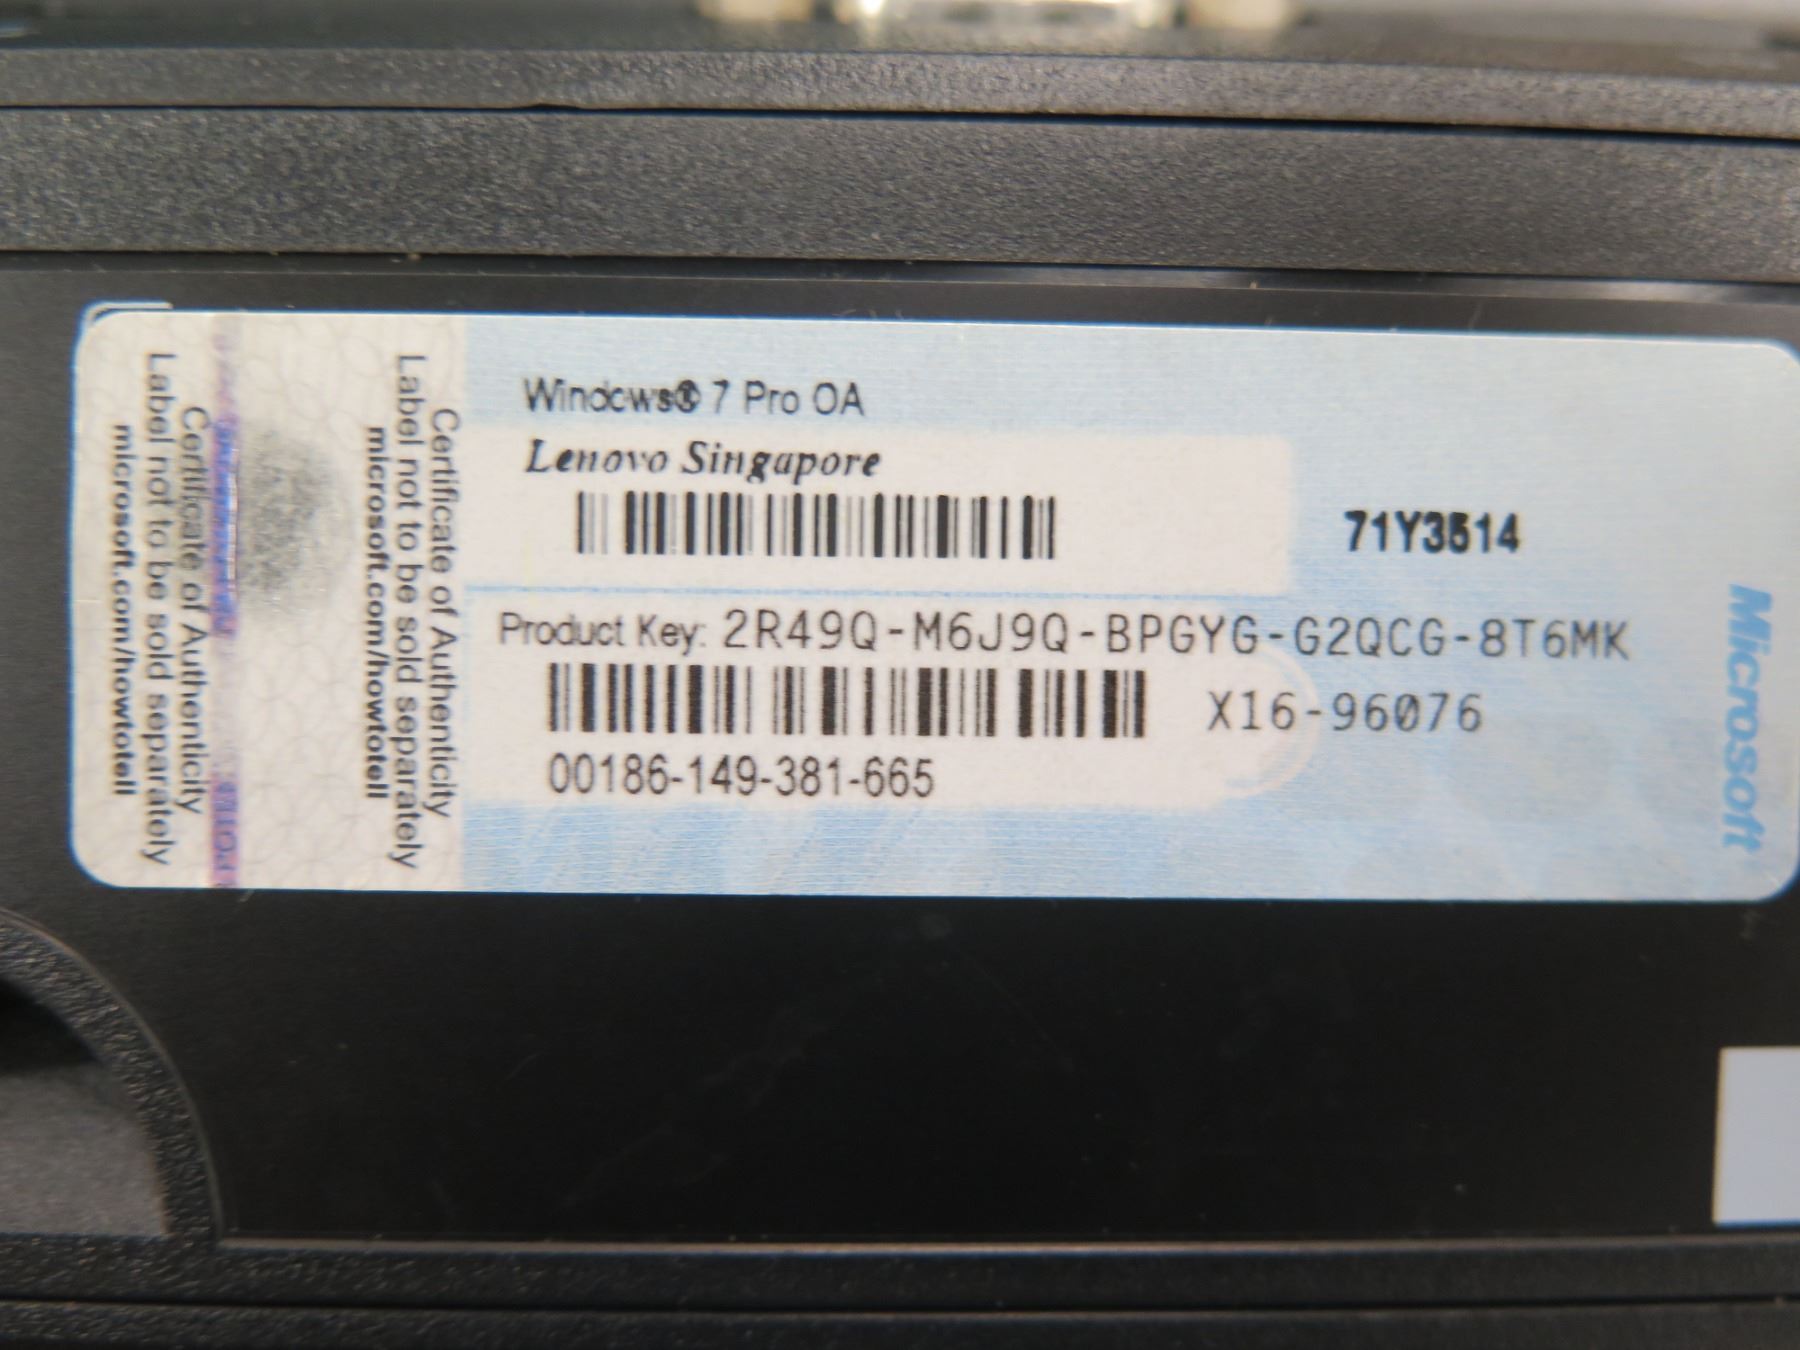 Certificate of Authenticity
Label not to be sold separately
microsoft.com/howtotell
Certificate of Authenticity
Label not to be sold separately
microsoft.com/howtotell
Windows® 7 Pro OA
Lenovo Singapore
71Y3514
Product Key: 2R49Q-M6J9Q-BPGYG-G2QCG-8T6MK
X16-96076
00186-149-381-665
Microsoft